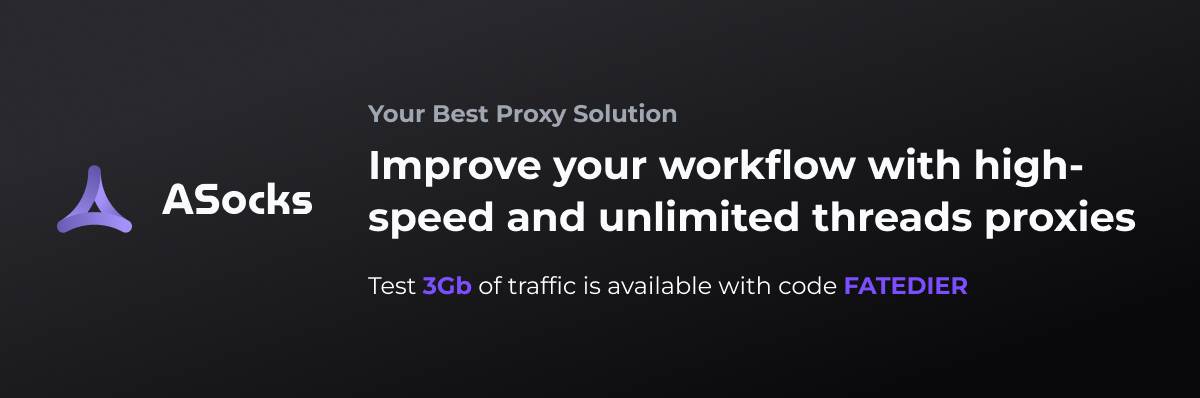 Your Best Proxy Solution
ASocks
Improve your workflow with high-
speed and unlimited threads proxies
Test 3Gb of traffic is available with code FATEDIER